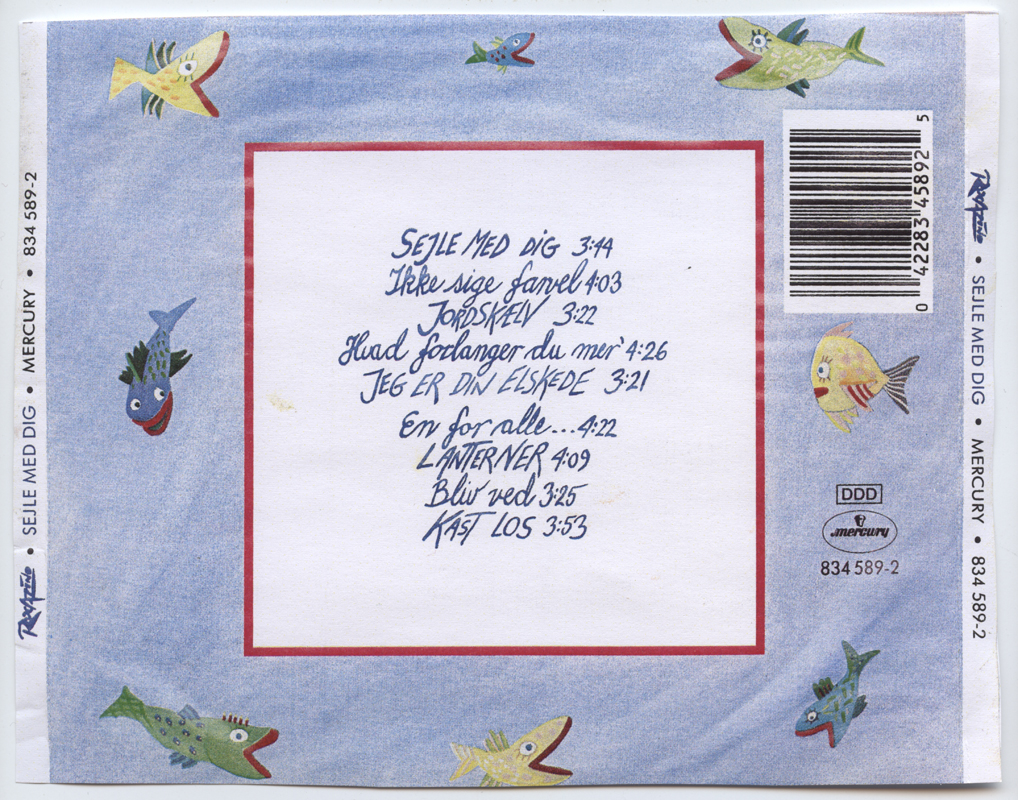 SEJLE MED DIG 3:44
Ikke sige farvel 4:03
JORDSKÆLV 3:22
Hvad forlanger du mer' 4:26
JEG ER DIN ELSKEDE 3:21
En for alle...4:22
LANTERNER 4:09
Bliv ved 3:25
KAST LOS 3:53
0 42283 45892 5
DDD
mercury
834 589-2
• SEJLE MED DIG • MERCURY • 834 589-2
• SEJLE MED DIG • MERCURY • 834 589-2